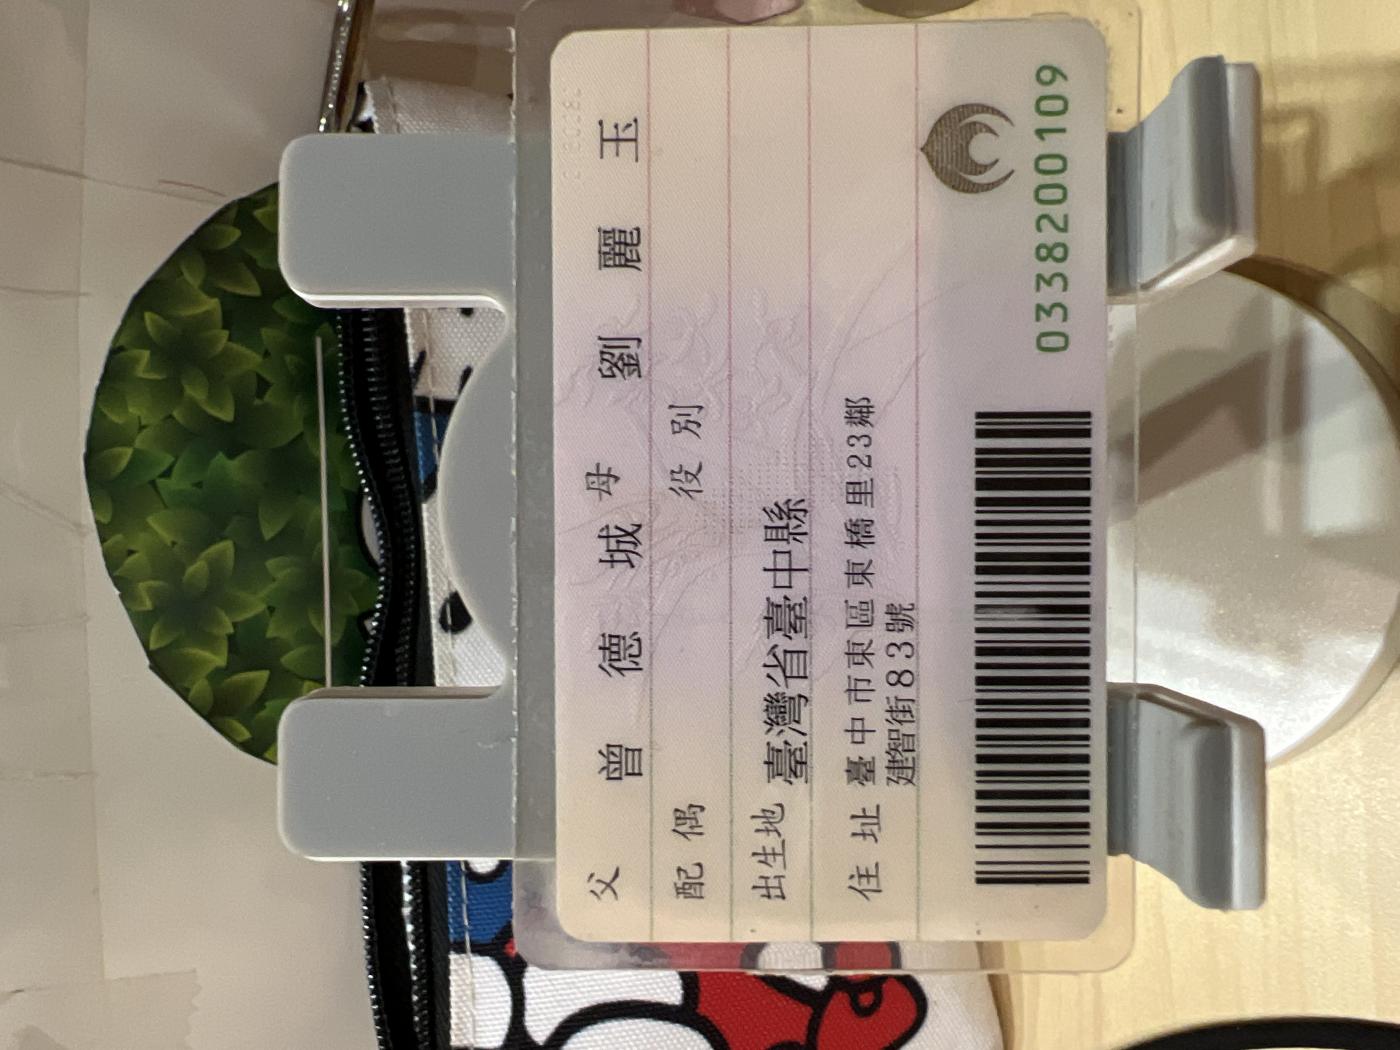 父 曾德城 母 劉麗玉
配偶 役別
出生地 臺灣省臺中縣
住址 臺中市東區東橋里23鄰
建智街83號
0338200109